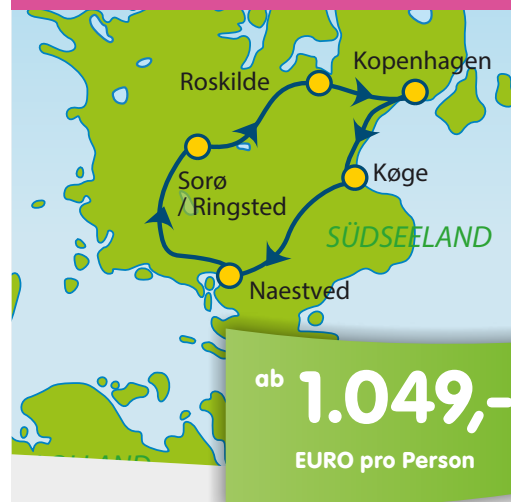 Kopenhagen
Roskilde
Køge
Sorø
/ Ringsted
SÜDSEELAND
Naestved
ab 1.049,-
EURO pro Person